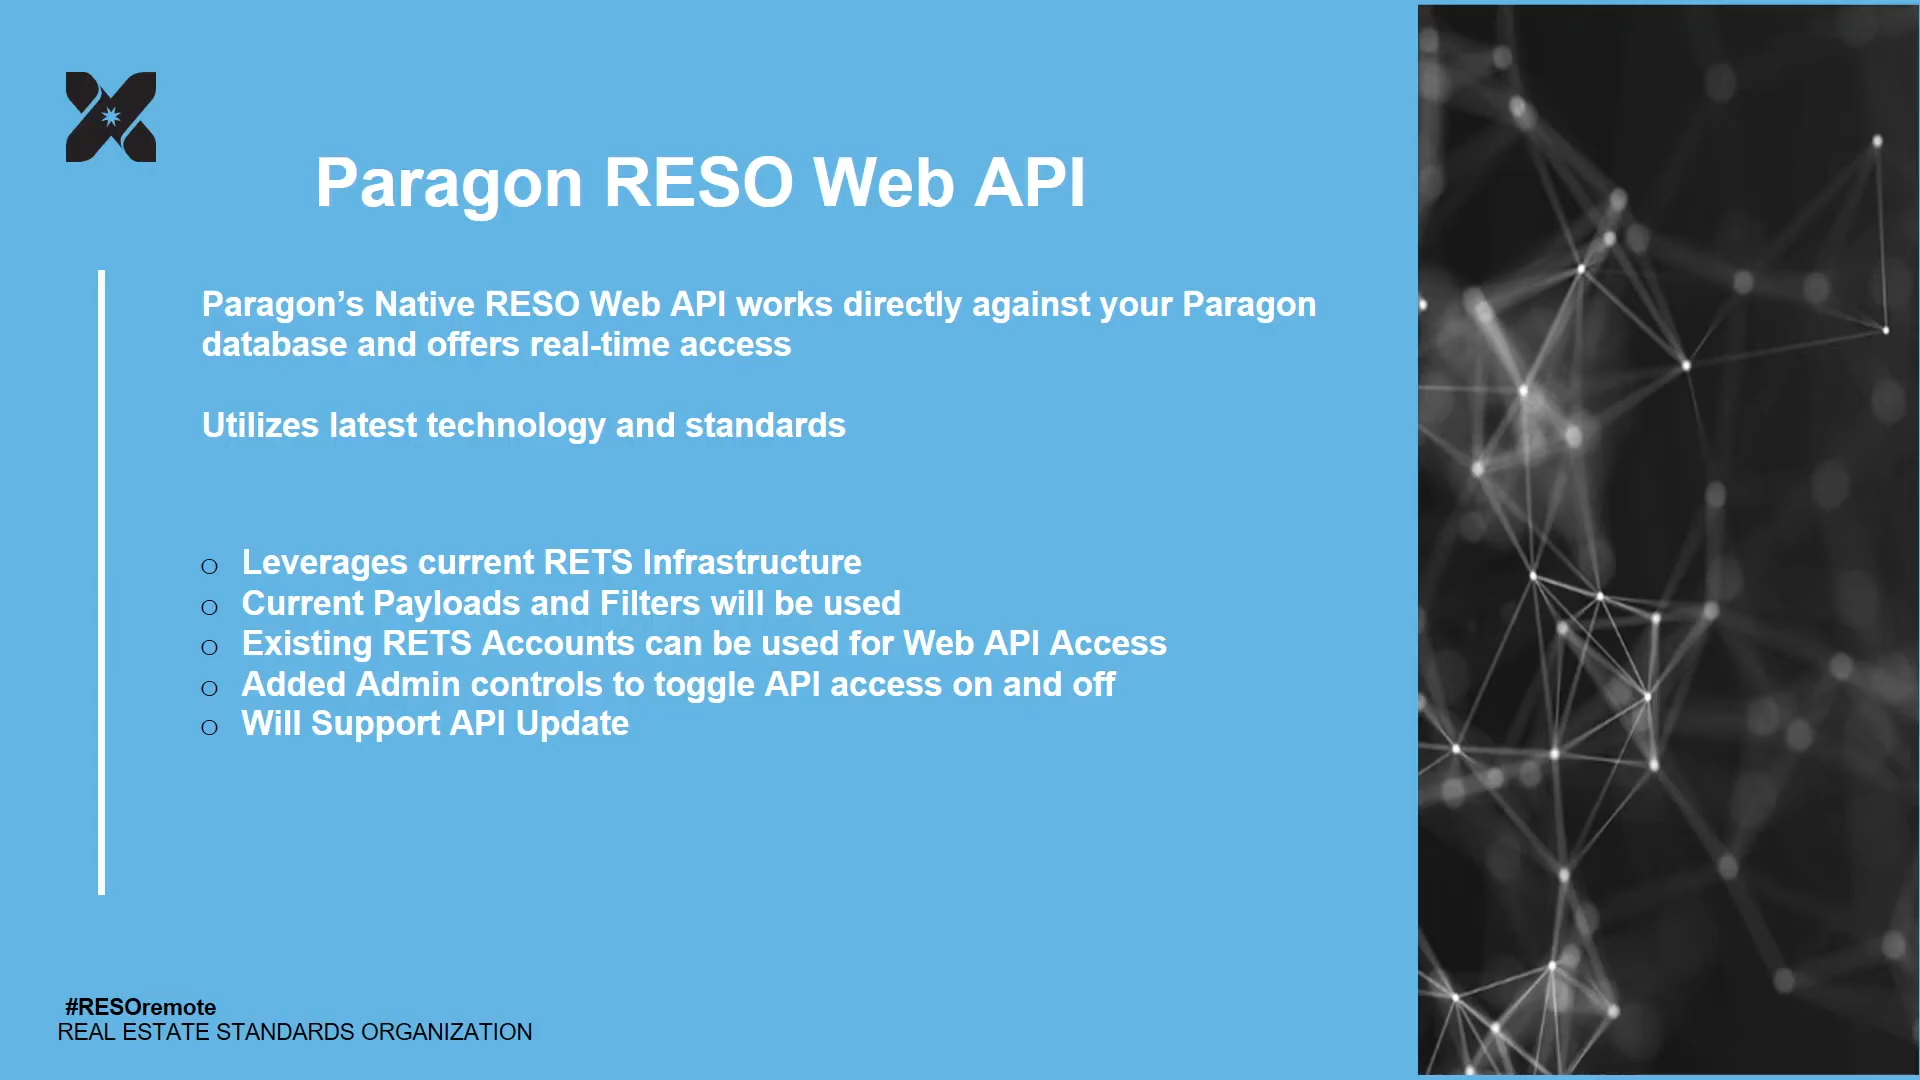 Paragon RESO Web API
Paragon’s Native RESO Web API works directly against your Paragon
database and offers real-time access
Utilizes latest technology and standards
o Leverages current RETS Infrastructure
o Current Payloads and Filters will be used
o Existing RETS Accounts can be used for Web API Access
o Added Admin controls to toggle API access on and off
o Will Support API Update
#RESOremote
REAL ESTATE STANDARDS ORGANIZATION